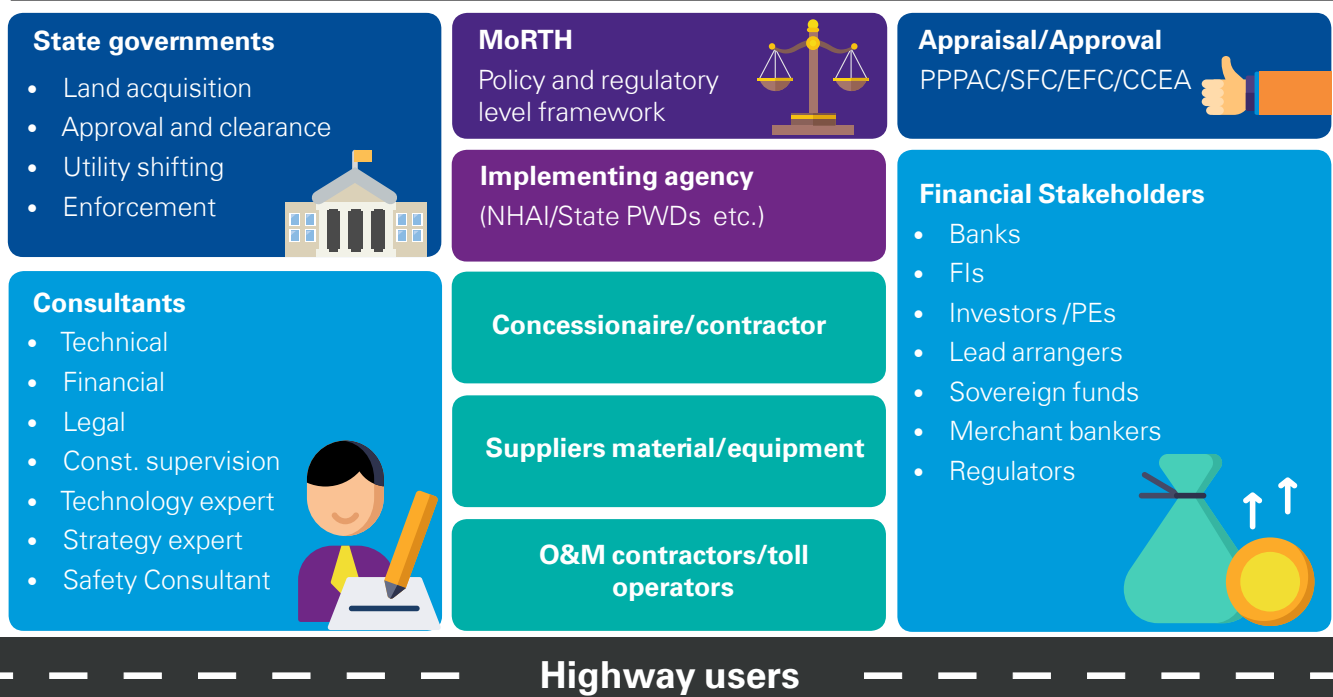 State governments
• Land acquisition
• Approval and clearance
• Utility shifting
• Enforcement
MoRTH
Policy and regulatory
level framework
Appraisal/Approval
PPPAC/SFC/EFC/CCEA
Implementing agency
(NHAI/State PWDs etc.)
Financial Stakeholders
• Banks
• FIs
• Investors /PEs
• Lead arrangers
• Sovereign funds
• Merchant bankers
• Regulators
Consultants
• Technical
• Financial
• Legal
• Const. supervision
• Technology expert
• Strategy expert
• Safety Consultant
Concessionaire/contractor
Suppliers material/equipment
O&M contractors/toll
operators
Highway users